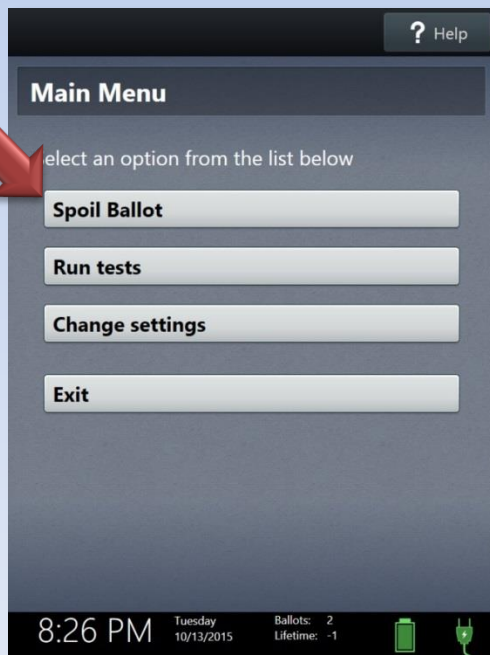 ? Help
Main Menu
elect an option from the list below
Spoil Ballot
Run tests
Change settings
Exit
8:26 PM Tuesday Ballots: 2
10/13/2015 Lifetime: -1